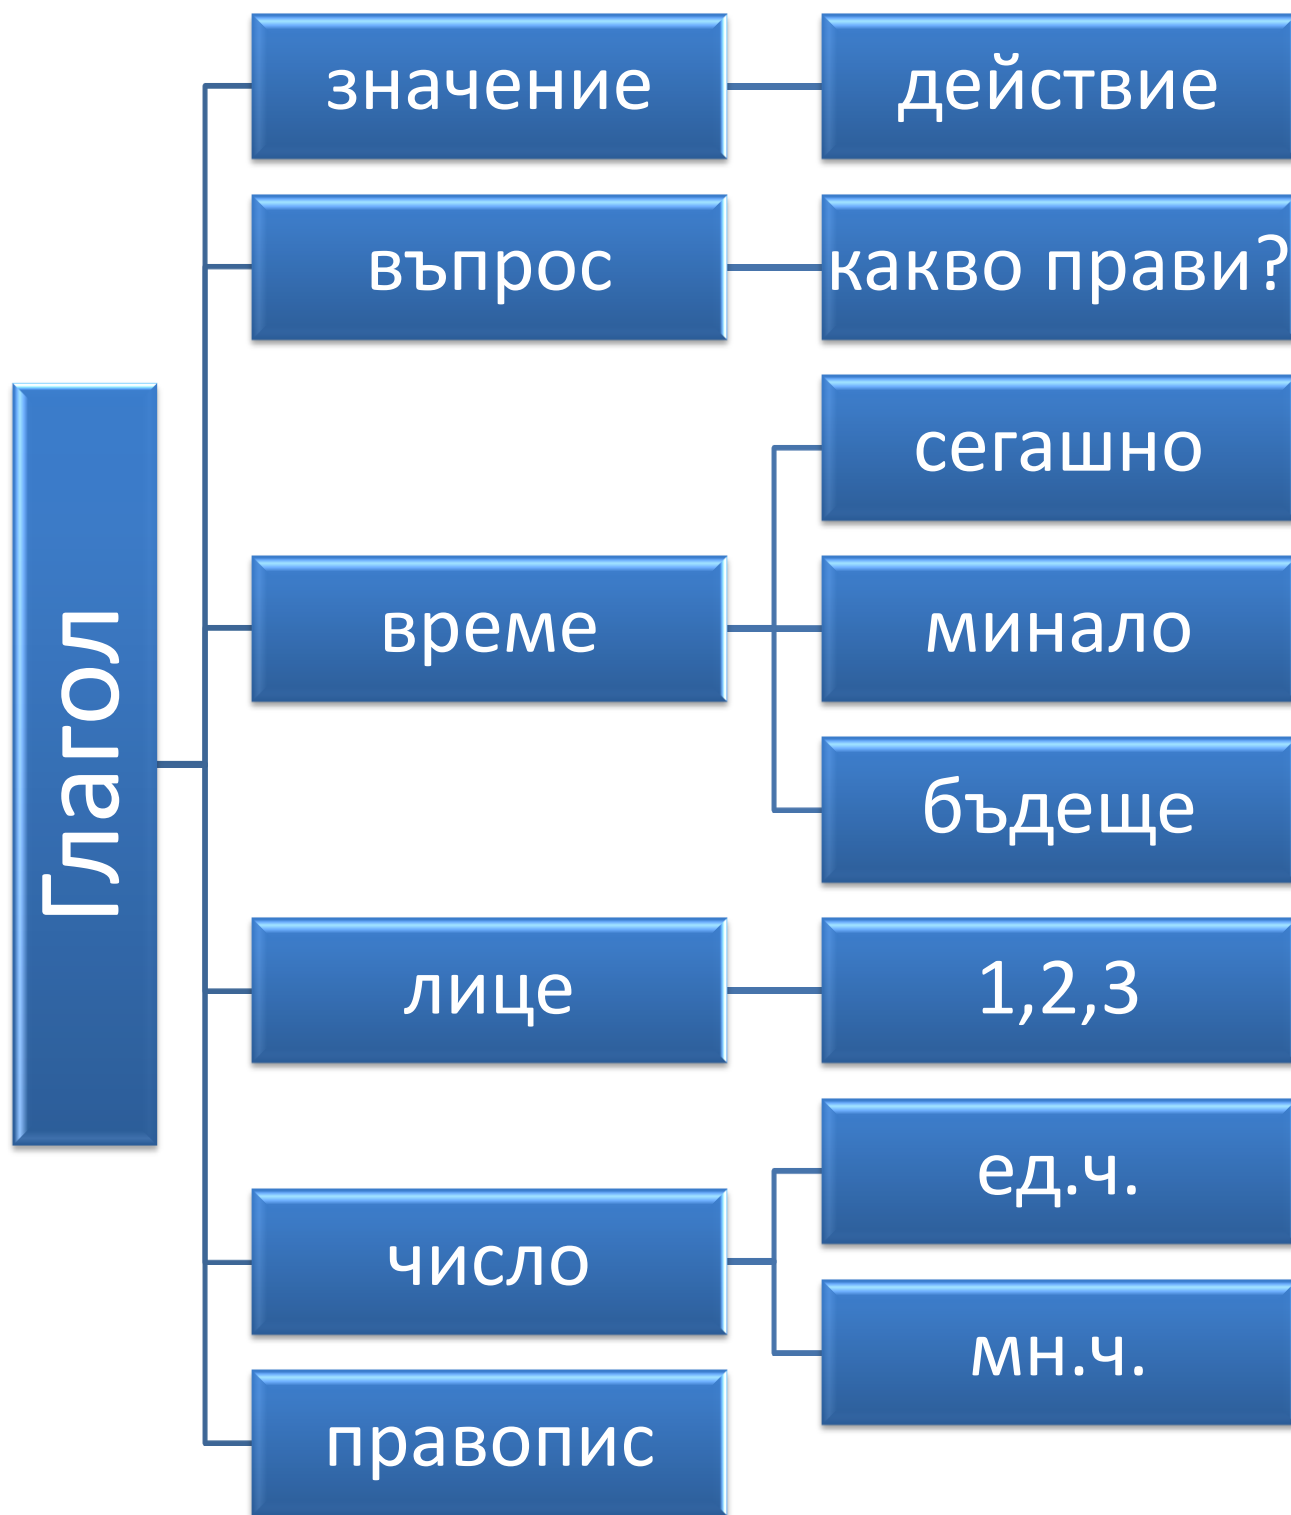 Глагол
значение
действие
въпрос
какво прави?
време
сегашно
минало
бъдеще
лице
1,2,3
число
ед.ч.
мн.ч.
правопис